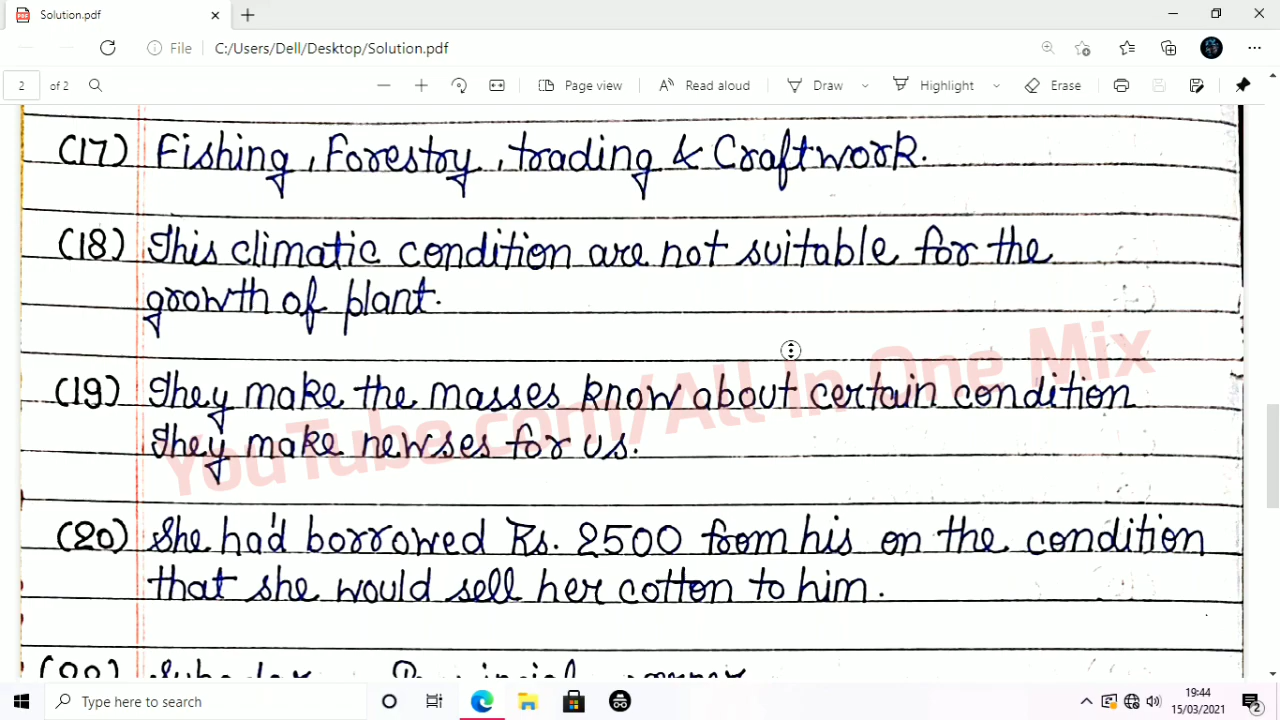 Solution.pdf
File
C:/Users/Dell/Desktop/Solution.pdf
2 of 2
Page view
Read aloud
Draw
Highlight
Erase
(17) Fishing, Forestry, trading & Craftwork.
(18) This climatic condition are not suitable for the
growth of plant.
(19) They make the masses know about certain condition
They make newses for us.
YouTube.com/All In One Mix
(20) She had borrowed Rs. 2500 from his on the condition
that she would sell her cotton to him.
Type here to search
19:44
15/03/2021
2